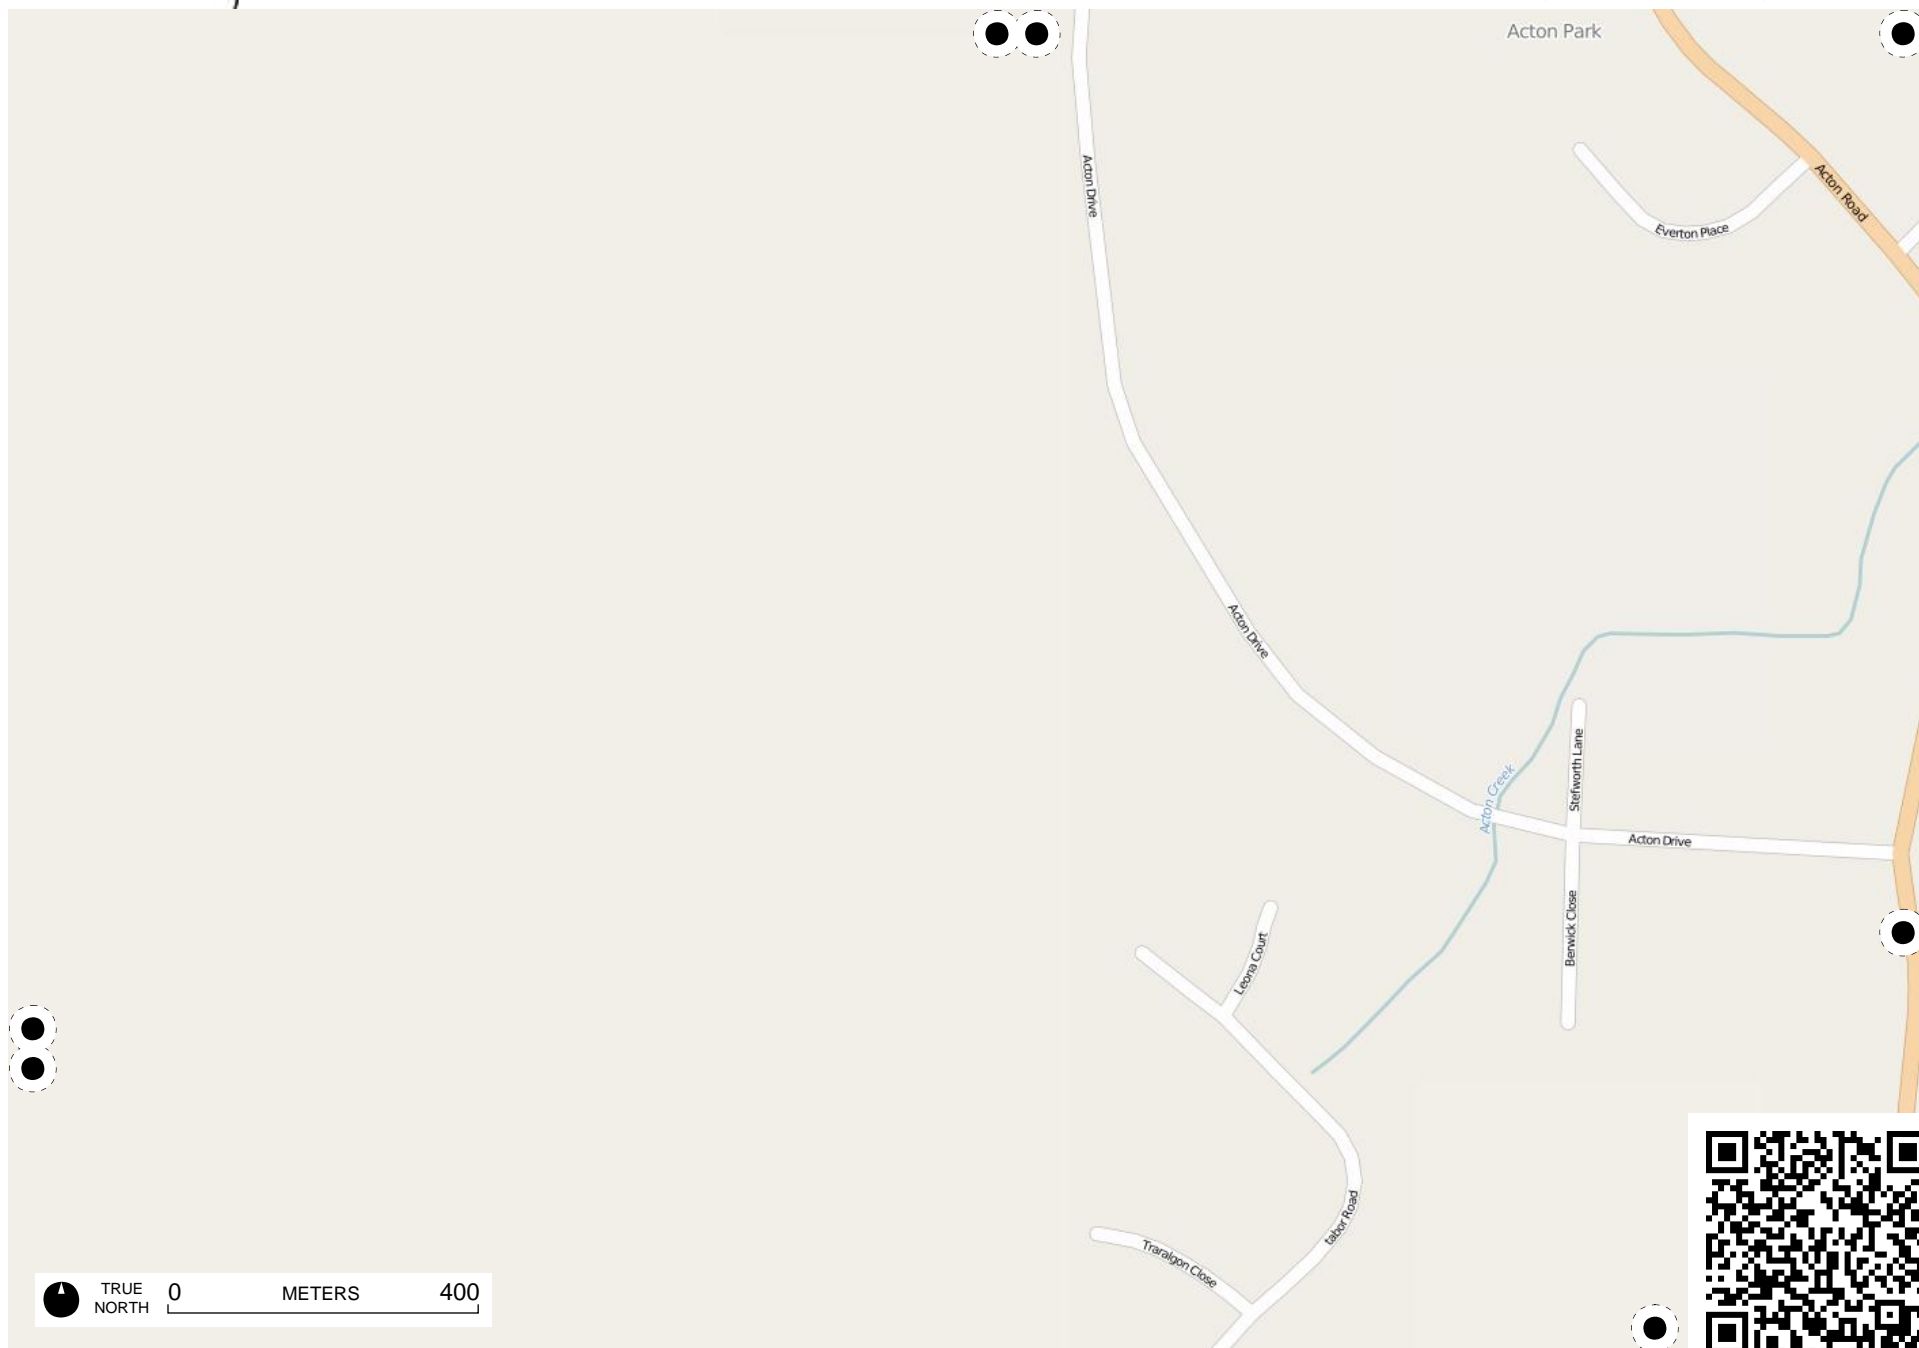 Acton Park
Acton Drive
Acton Road
Everton Place
Acton Drive
Stefworth Lane
Acton Creek
Acton Drive
Berwick Close
Leona Court
tabor Road
Traralgon Close
TRUE
NORTH
0 METERS 400